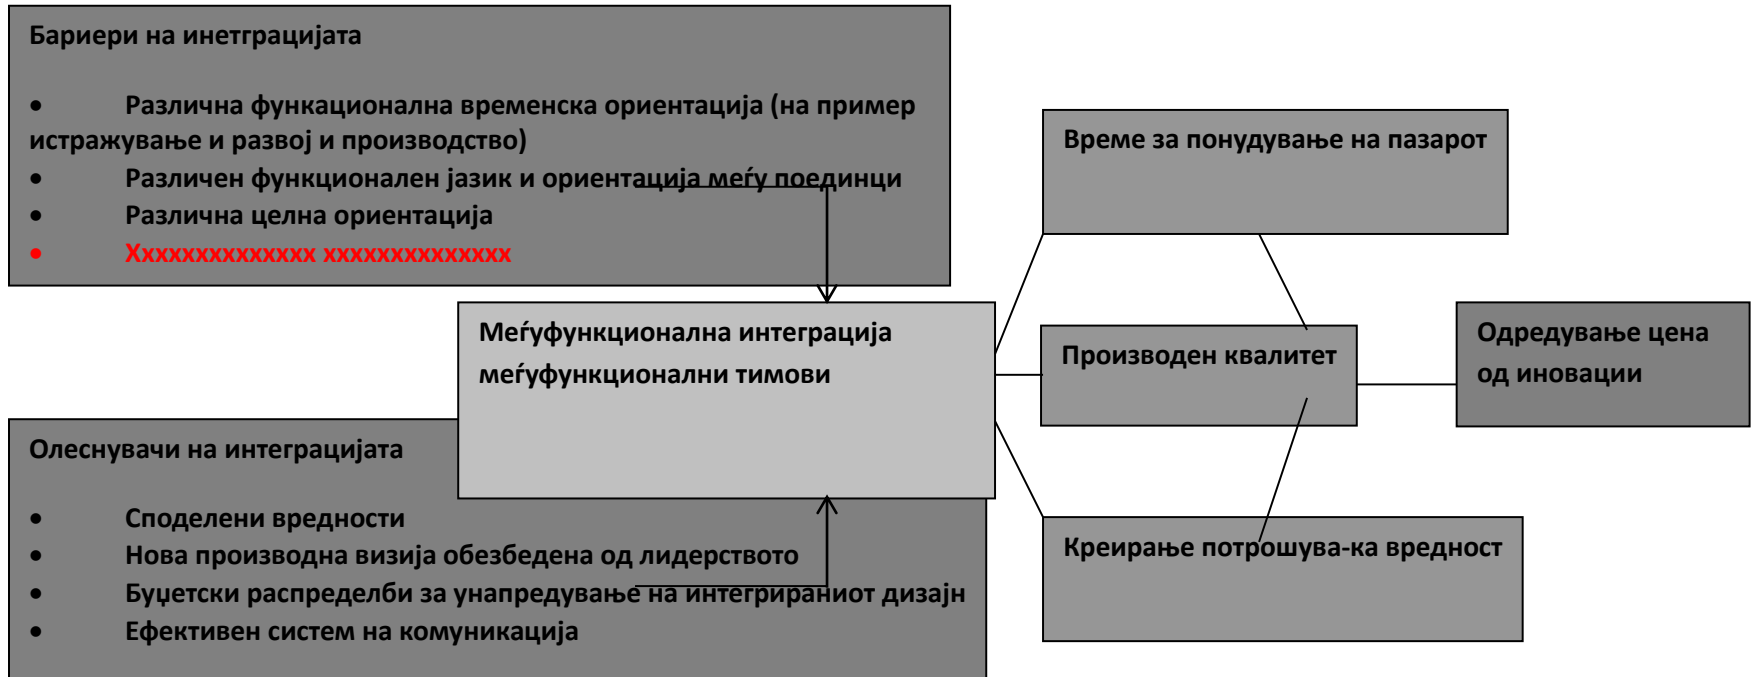 Бариери на инетграцијата
• Различна функационална временска ориентација (на пример
истражување и развој и производство)
• Различен функционален јазик и ориентација меѓу поединци
• Различна целна ориентација
• Хххххххххххххх хххххххххххххх
Меѓуфункционална интеграција
меѓуфункционални тимови
Олеснувачи на интеграцијата
• Споделени вредности
• Нова производна визија обезбедена од лидерството
• Буџетски распределби за унапредување на интегрираниот дизајн
• Ефективен систем на комуникација
Време за понудување на пазарот
Производен квалитет
Креирање потрошува-ка вредност
Одредување цена
од иновации